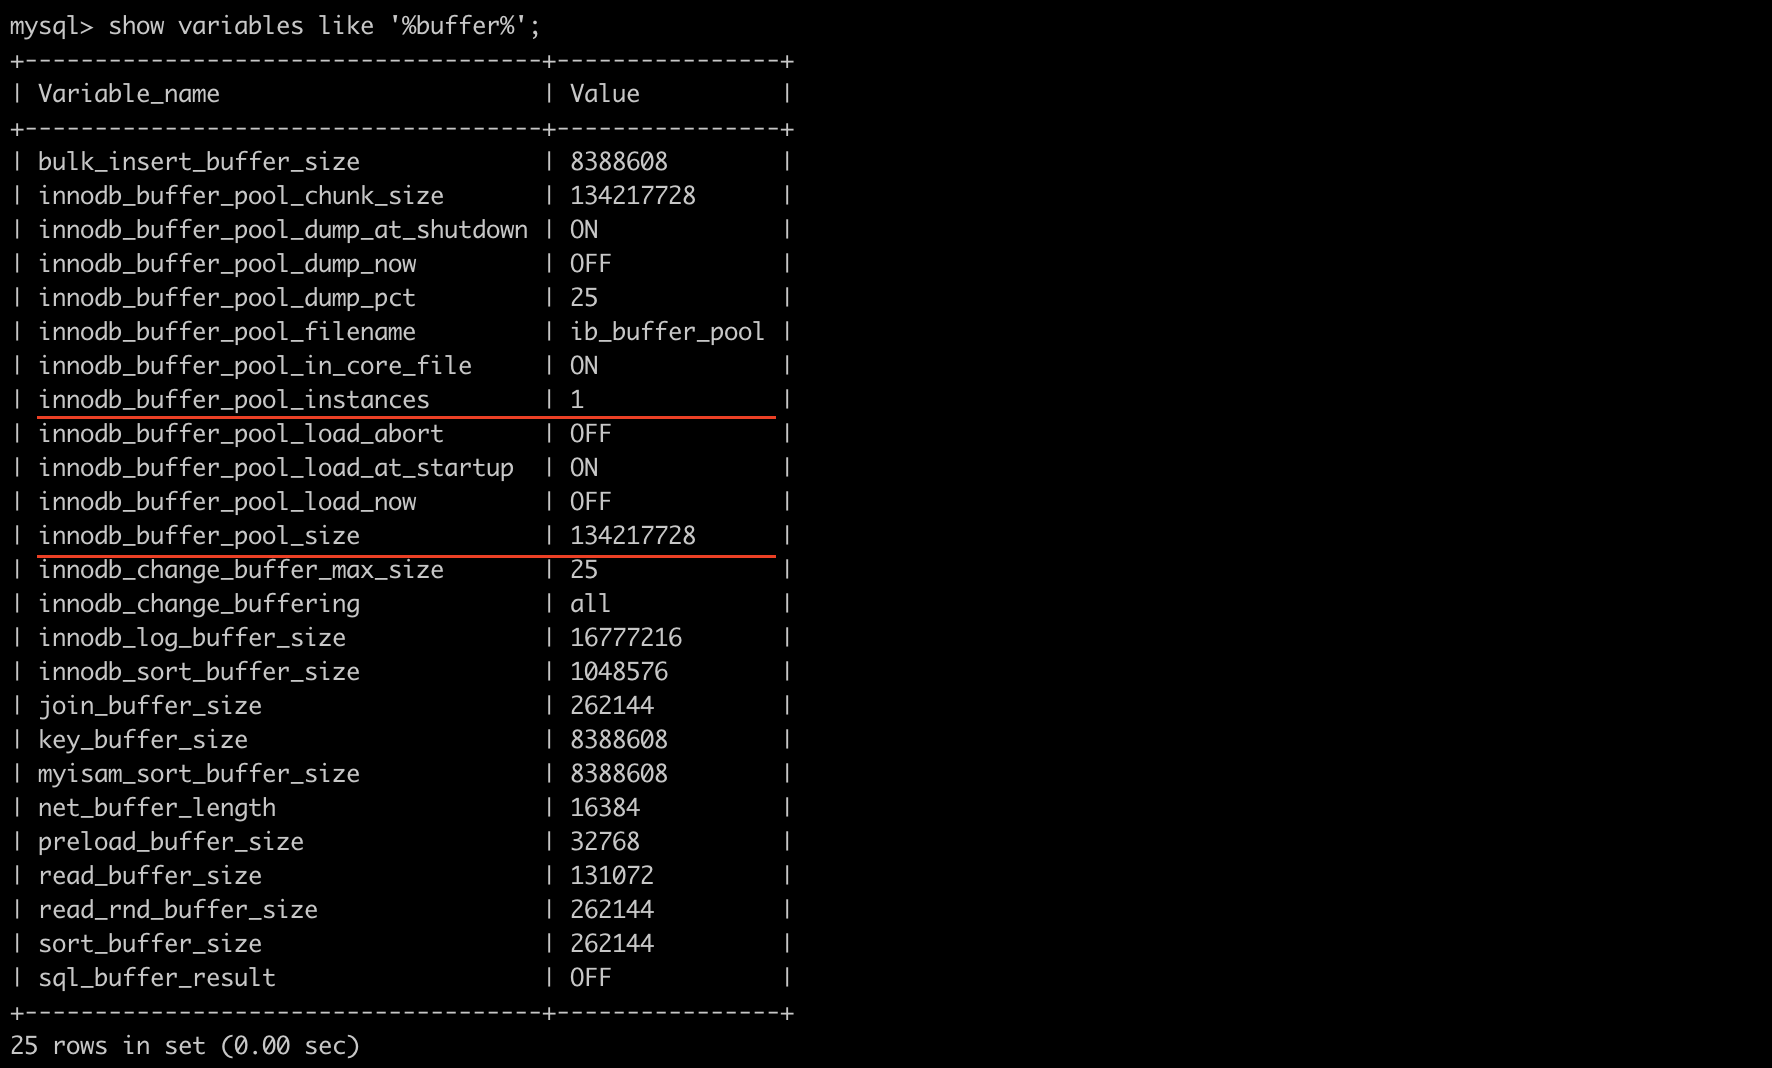 mysql> show variables like '%buffer%';
+-------------------------------------+----------------+
| Variable_name                       | Value          |
+-------------------------------------+----------------+
| bulk_insert_buffer_size             | 8388608        |
| innodb_buffer_pool_chunk_size       | 134217728      |
| innodb_buffer_pool_dump_at_shutdown | ON             |
| innodb_buffer_pool_dump_now         | OFF            |
| innodb_buffer_pool_dump_pct         | 25             |
| innodb_buffer_pool_filename         | ib_buffer_pool |
| innodb_buffer_pool_in_core_file     | ON             |
| innodb_buffer_pool_instances        | 1              |
| innodb_buffer_pool_load_abort       | OFF            |
| innodb_buffer_pool_load_at_startup  | ON             |
| innodb_buffer_pool_load_now         | OFF            |
| innodb_buffer_pool_size             | 134217728      |
| innodb_change_buffer_max_size       | 25             |
| innodb_change_buffering             | all            |
| innodb_log_buffer_size              | 16777216       |
| innodb_sort_buffer_size             | 1048576        |
| join_buffer_size                    | 262144         |
| key_buffer_size                     | 8388608        |
| myisam_sort_buffer_size             | 8388608        |
| net_buffer_length                   | 16384          |
| preload_buffer_size                 | 32768          |
| read_buffer_size                    | 131072         |
| read_rnd_buffer_size                | 262144         |
| sort_buffer_size                    | 262144         |
| sql_buffer_result                   | OFF            |
+-------------------------------------+----------------+
25 rows in set (0.00 sec)